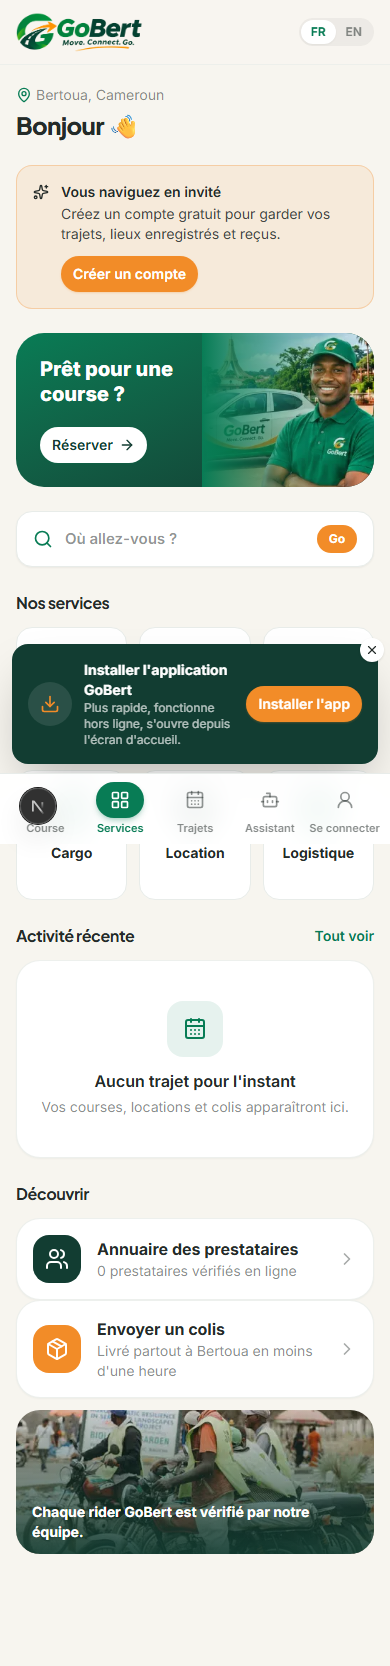 GoBert
Move. Connect. Go.
FR
EN
Bertoua, Cameroun
Bonjour 👋
Vous naviguez en invité
Créez un compte gratuit pour garder vos
trajets, lieux enregistrés et reçus.
Créer un compte
Prêt pour une
course ?
Réserver →
GoBert
GoBert
GoBert
Où allez-vous ?
Go
Nos services
Installer l'application
GoBert
Plus rapide, fonctionne
hors ligne, s'ouvre depuis
l'écran d'accueil.
Installer l'app
N
Course
Services
Trajets
Assistant
Se connecter
Cargo
Location
Logistique
Activité récente
Tout voir
Aucun trajet pour l'instant
Vos courses, locations et colis apparaîtront ici.
Découvrir
Annuaire des prestataires
0 prestataires vérifiés en ligne
Envoyer un colis
Livré partout à Bertoua en moins
d'une heure
Chaque rider GoBert est vérifié par notre
équipe.